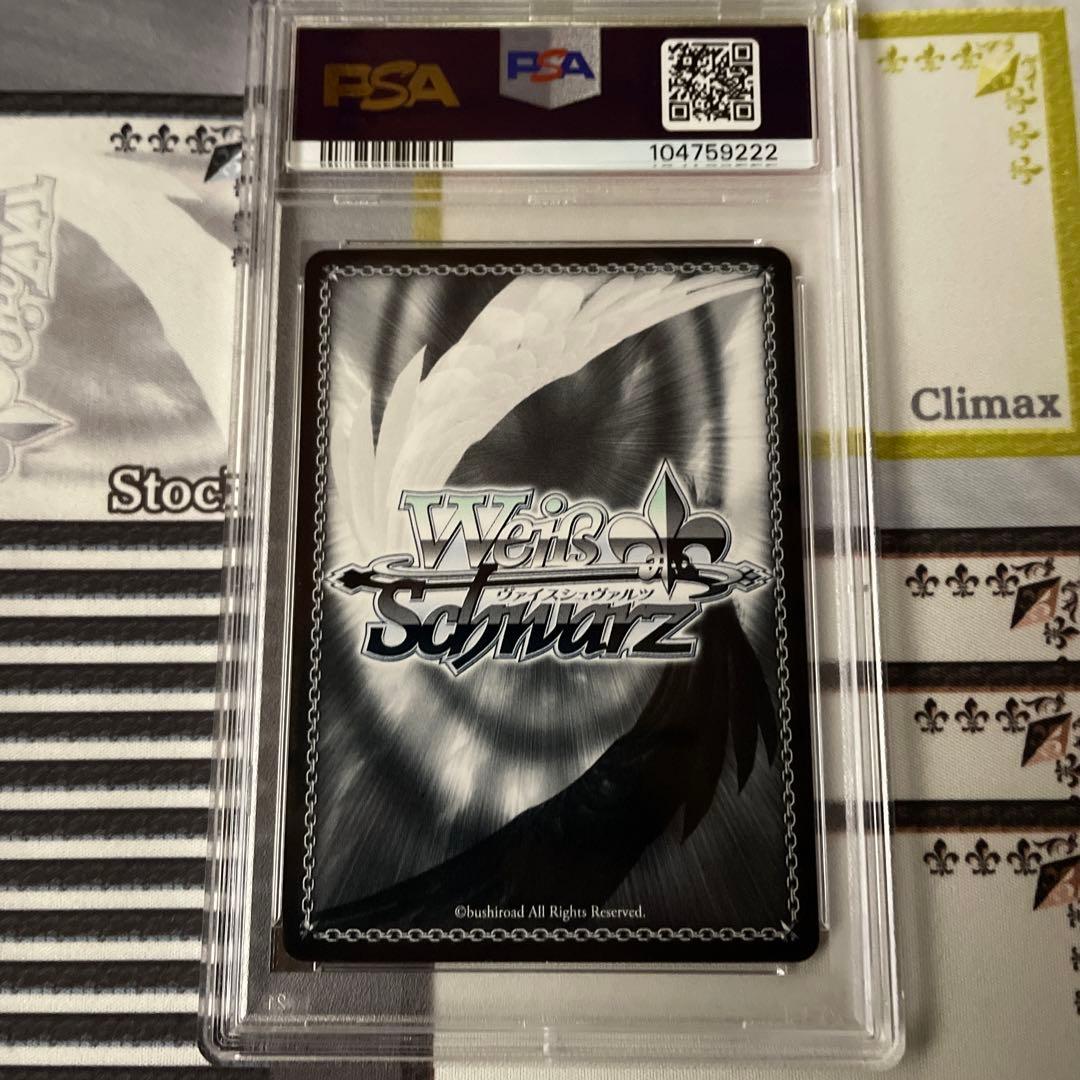 PSA
PSA
104759222
Climax
Stock
Weiß
ヴァイスシュヴァルツ
Schwarz
©bushiroad All Rights Reserved.